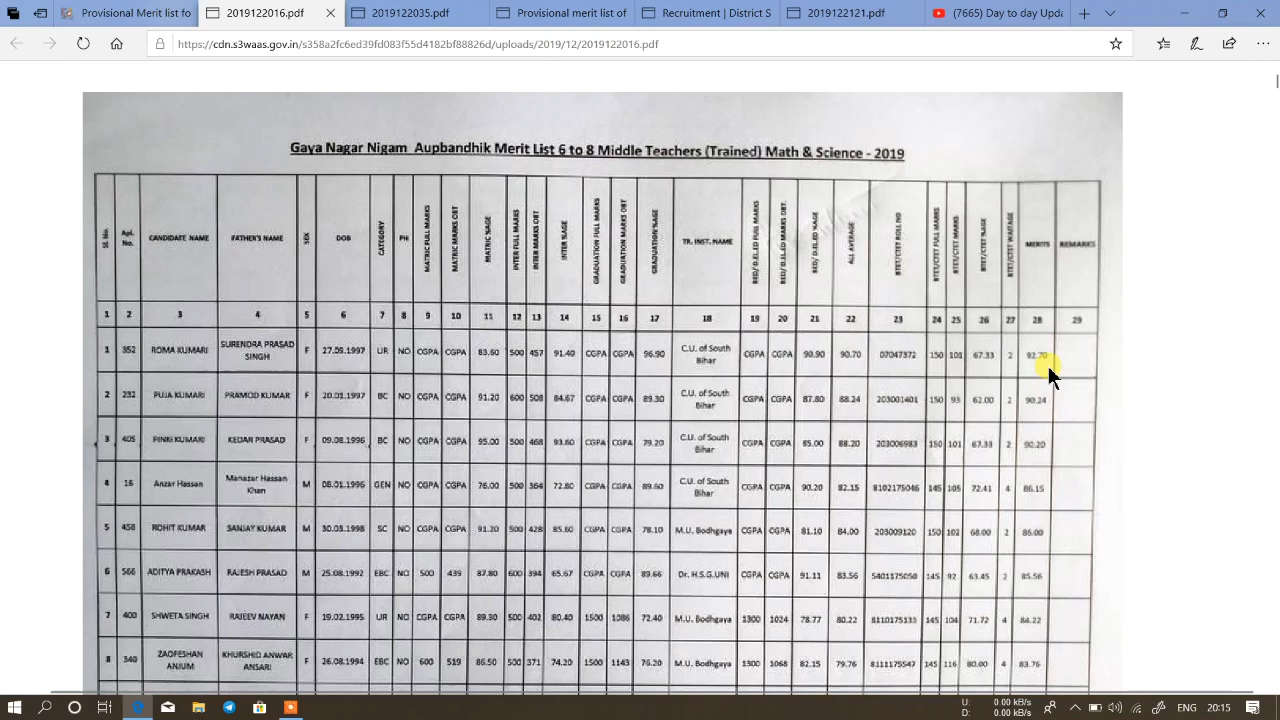 Provisional Merit list fo
2019122016.pdf
2019122035.pdf
Provisional merit list of
Recruitment | District S
2019122121.pdf
(7665) Day to day Upda
https://cdn.s3waas.gov.in/s358a2fc6ed39fd083f55d4182bf88826d/uploads/2019/12/2019122016.pdf
Gaya Nagar Nigam Aupbandhik Merit List 6 to 8 Middle Teachers (Trained) Math & Science - 2019
Sl. No. Apl. No. CANDIDATE NAME FATHER'S NAME SEX DOB CATEGORY PH MATRIC FULL MARKS MATRIC MARKS OBT MATRIC %AGE INTER FULL MARKS INTER MARKS OBT INTER %AGE GRADUATION FULL MARKS GRADUATION MARKS OBT GRADUATION %AGE TR. INST. NAME BED/ D.EL.ED FULL MARKS BED/ D.EL.ED MARKS OBT. BED/ D.EL.ED %AGE ALL AVERAGE BTET/CTET ROLL NO BTET/CTET FULL MARKS BTET/CTET MARKS BTET/CTET %AGE BTET/CTET WAITAGE MERITS REMARKS
1 2 3 4 5 6 7 8 9 10 11 12 13 14 15 16 17 18 19 20 21 22 23 24 25 26 27 28 29
1 352 ROMA KUMARI SURENDRA PRASAD SINGH F 27.09.1997 UR NO CGPA CGPA 83.60 500 457 91.40 CGPA CGPA 96.90 C.U. of South Bihar CGPA CGPA 90.90 90.70 07047372 150 101 67.33 2 92.70
2 232 PUJA KUMARI PRAMOD KUMAR F 20.01.1997 BC NO CGPA CGPA 91.20 600 508 84.67 CGPA CGPA 89.30 C.U. of South Bihar CGPA CGPA 87.80 88.24 203001401 150 93 62.00 2 90.24
3 405 PINKI KUMARI KEDAR PRASAD F 09.08.1996 BC NO CGPA CGPA 95.00 500 468 93.60 CGPA CGPA 79.20 C.U. of South Bihar CGPA CGPA 85.00 88.20 203006983 150 101 67.33 2 90.20
4 16 Anzar Hassan Manazar Hassan Khan M 08.01.1996 GEN NO CGPA CGPA 76.00 500 364 72.80 CGPA CGPA 89.60 C.U. of South Bihar CGPA CGPA 90.20 82.15 8102175046 145 105 72.41 4 86.15
5 458 ROHIT KUMAR SANJAY KUMAR M 30.03.1998 SC NO CGPA CGPA 91.20 500 428 85.60 CGPA CGPA 78.10 M.U. Bodhgaya CGPA CGPA 81.10 84.00 203009120 150 102 68.00 2 86.00
6 566 ADITYA PRAKASH RAJESH PRASAD M 25.08.1992 EBC NO 500 439 87.80 600 394 65.67 CGPA CGPA 89.66 Dr. H.S.G.UNI CGPA CGPA 91.11 83.56 5401175050 145 92 63.45 2 85.56
7 400 SHWETA SINGH RAJEEV NAYAN F 19.02.1995 UR NO CGPA CGPA 89.30 500 402 80.40 1500 1086 72.40 M.U. Bodhgaya 1300 1024 78.77 80.22 8110175133 145 104 71.72 4 84.22
8 340 ZAOFESHAN ANJUM KHURSHID ANWAR ANSARI F 26.08.1994 EBC NO 600 519 86.50 500 371 74.20 1500 1143 76.20 M.U. Bodhgaya 1300 1068 82.15 79.76 8111175547 145 116 80.00 4 83.76
U: 0.00 kB/s
D: 0.00 kB/s
ENG 20:15